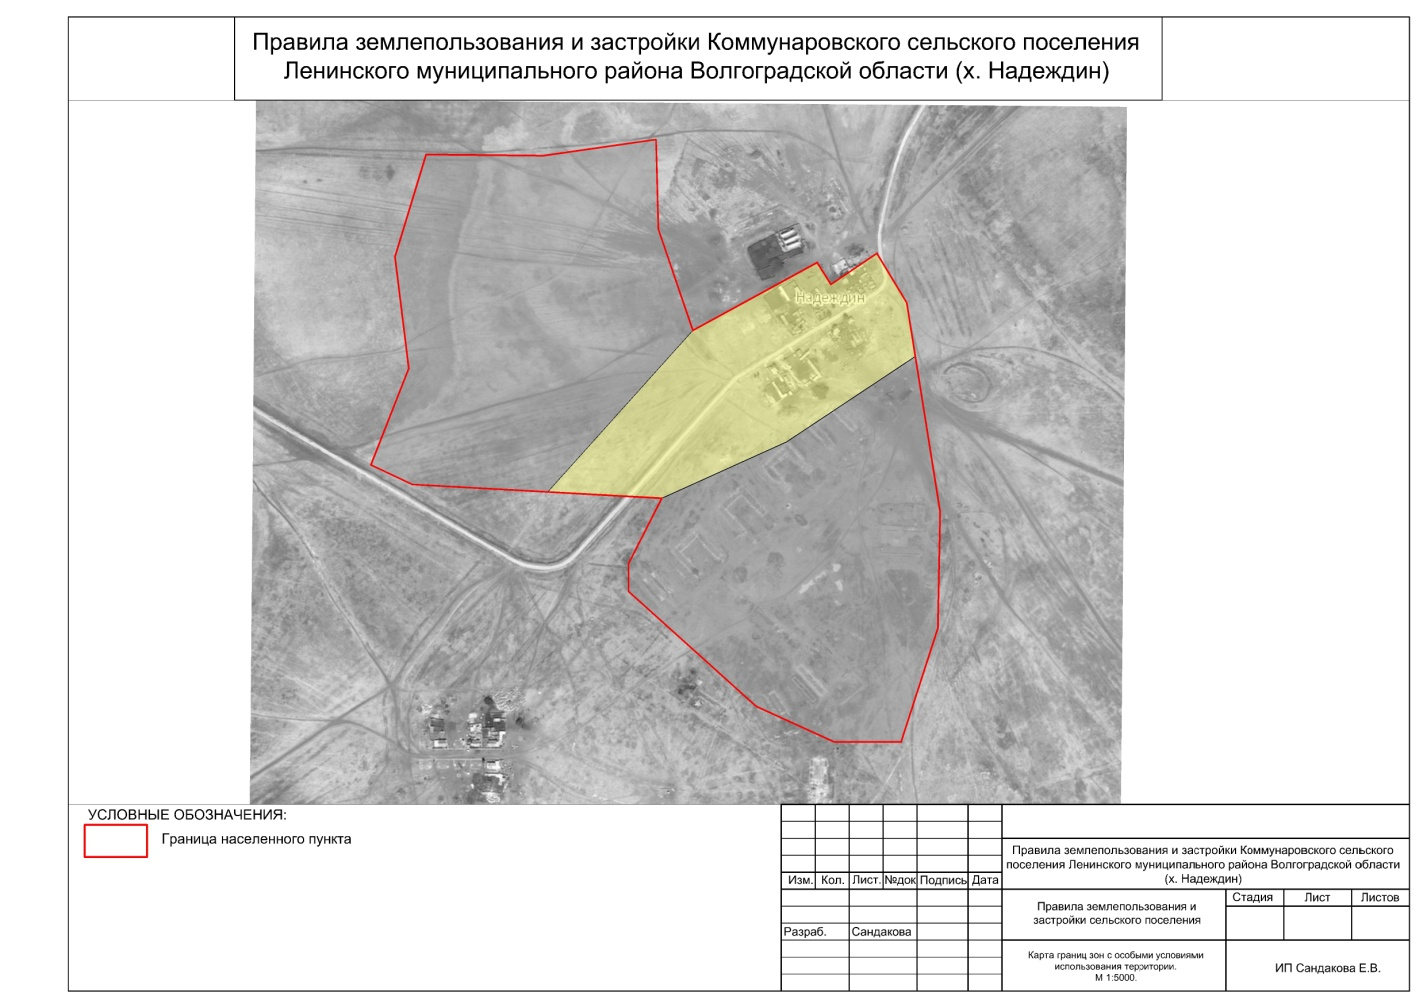 Правила землепользования и застройки Коммунаровского сельского поселения
Ленинского муниципального района Волгоградской области (х. Надеждин)
Надеждин
УСЛОВНЫЕ ОБОЗНАЧЕНИЯ:
Граница населенного пункта
Изм. Кол. Лист. №док Подпись Дата
Разраб. Сандакова
Правила землепользования и застройки Коммунаровского сельского
поселения Ленинского муниципального района Волгоградской области
(х. Надеждин)
Правила землепользования и
застройки сельского поселения
Стадия Лист Листов
Карта границ зон с особыми условиями
использования территории.
М 1:5000.
ИП Сандакова Е.В.